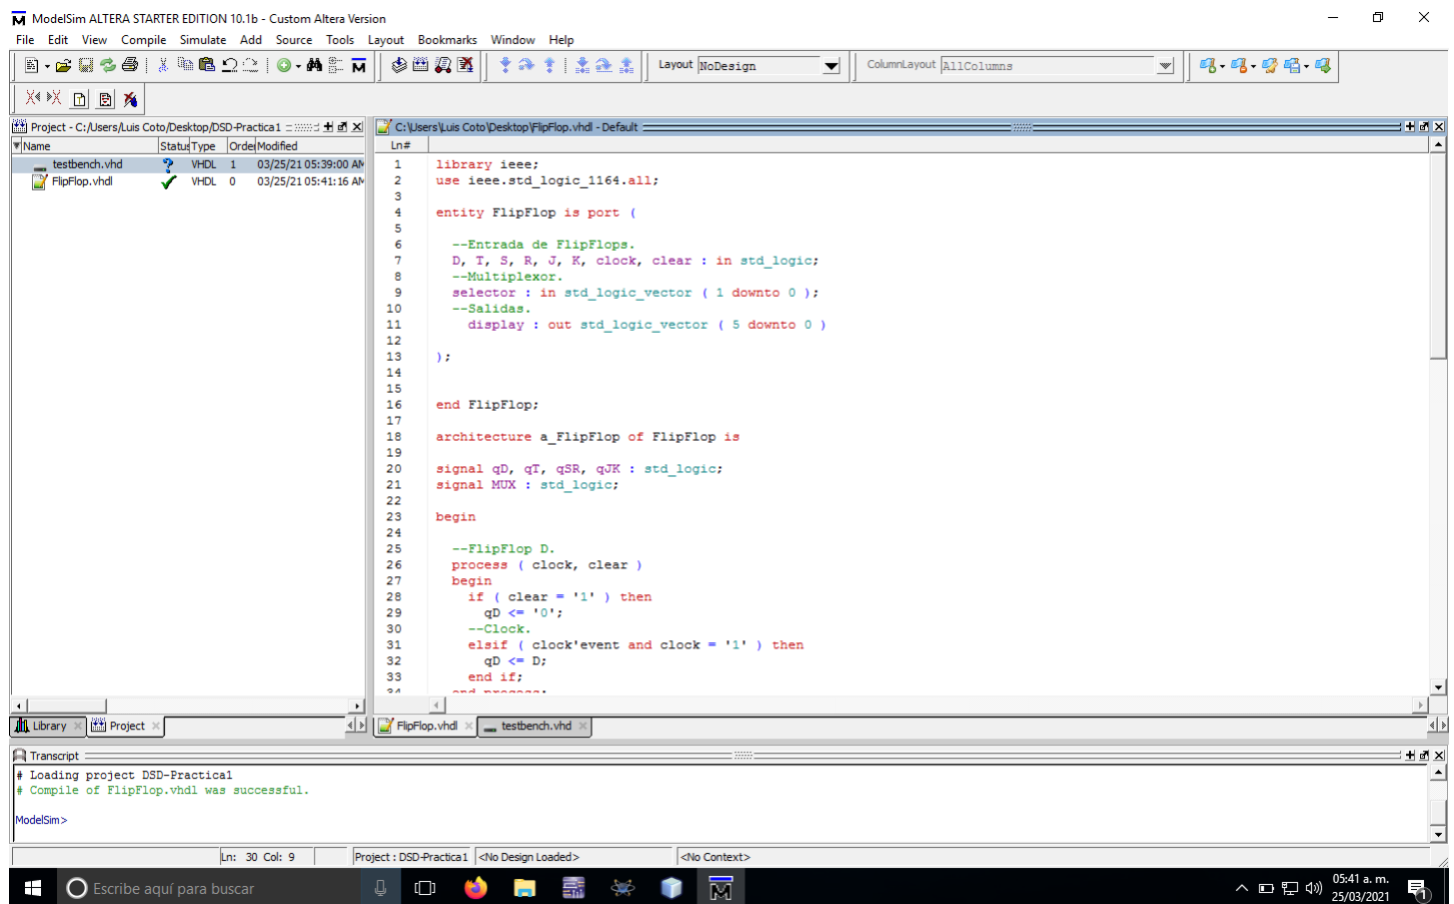 ModelSim ALTERA STARTER EDITION 10.1b - Custom Altera Version
File Edit View Compile Simulate Add Source Tools Layout Bookmarks Window Help
Layout NoDesign
ColumnLayout AllColumns
Project - C:/Users/Luis Coto/Desktop/DSD-Practica1
C:\Users\Luis Coto\Desktop\FlipFlop.vhdl - Default
Name Status Type Order Modified
testbench.vhd ? VHDL 1 03/25/21 05:39:00 AM
FlipFlop.vhdl VHDL 0 03/25/21 05:41:16 AM
Ln#
1 library ieee;
2 use ieee.std_logic_1164.all;
3
4 entity FlipFlop is port (
5
6 --Entrada de FlipFlops.
7 D, T, S, R, J, K, clock, clear : in std_logic;
8 --Multiplexor.
9 selector : in std_logic_vector ( 1 downto 0 );
10 --Salidas.
11 display : out std_logic_vector ( 5 downto 0 )
12
13 );
14
15
16 end FlipFlop;
17
18 architecture a_FlipFlop of FlipFlop is
19
20 signal qD, qT, qSR, qJK : std_logic;
21 signal MUX : std_logic;
22
23 begin
24
25 --FlipFlop D.
26 process ( clock, clear )
27 begin
28 if ( clear = '1' ) then
29 qD <= '0';
30 --Clock.
31 elsif ( clock'event and clock = '1' ) then
32 qD <= D;
33 end if;
34 end process;
Library Project
FlipFlop.vhdl testbench.vhd
Transcript
# Loading project DSD-Practica1
# Compile of FlipFlop.vhdl was successful.
ModelSim>
Ln: 30 Col: 9 Project : DSD-Practica1 <No Design Loaded> <No Context>
Escribe aquí para buscar
05:41 a. m.
25/03/2021
1